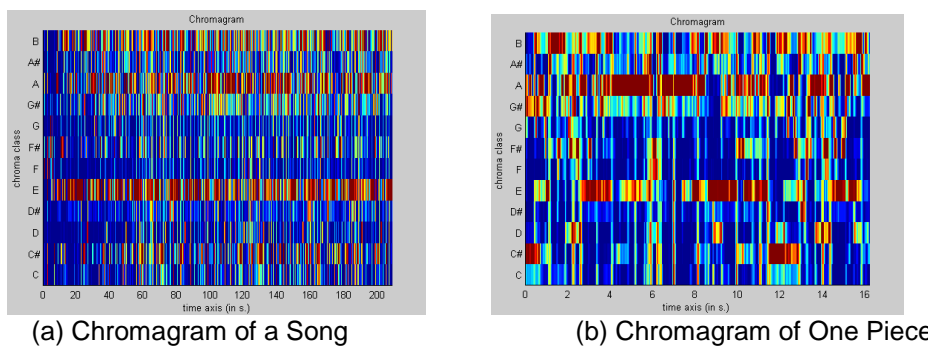 Chromagram
B
A#
A
G#
G
F#
F
E
D#
D
C#
C
chroma class
0 20 40 60 80 100 120 140 160 180 200
time axis (in s.)
(a) Chromagram of a Song
Chromagram
B
A#
A
G#
G
F#
F
E
D#
D
C#
C
chroma class
0 2 4 6 8 10 12 14 16
time axis (in s.)
(b) Chromagram of One Piece